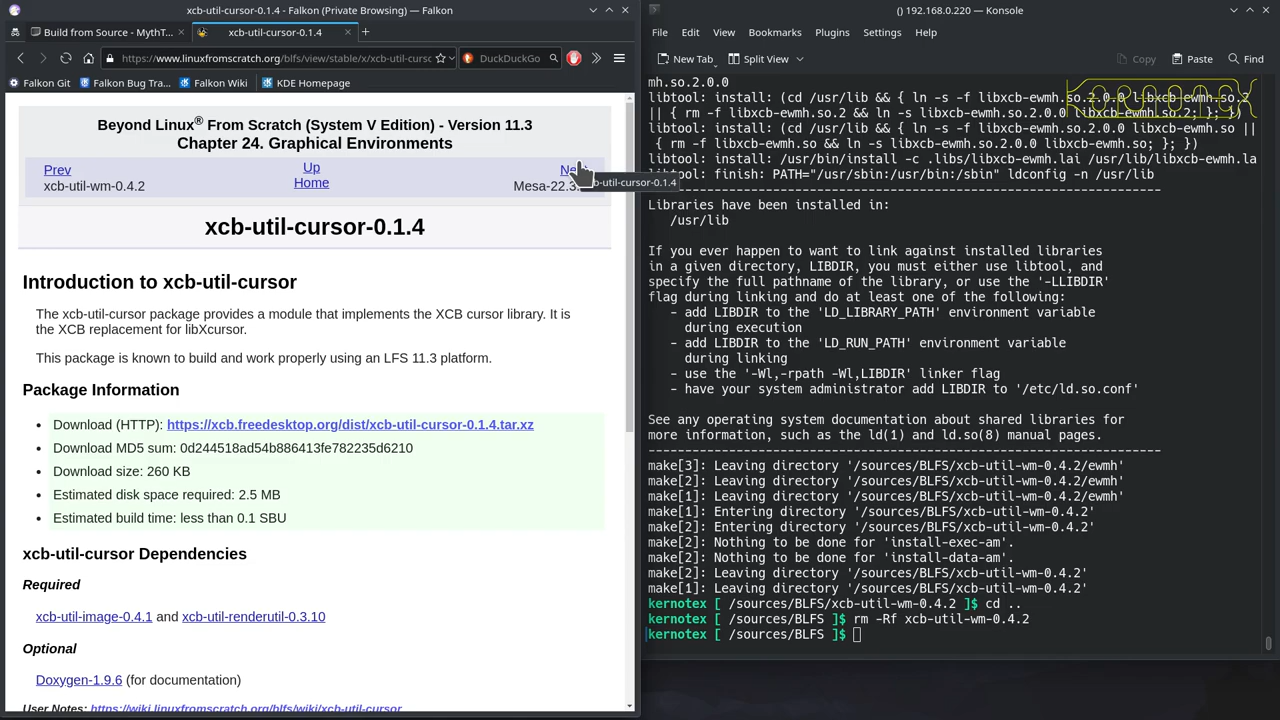 xcb-util-cursor-0.1.4 - Falkon (Private Browsing) — Falkon
Build from Source - MythT...
xcb-util-cursor-0.1.4
https://www.linuxfromscratch.org/blfs/view/stable/x/xcb-util-cursor
DuckDuckGo
Falkon Git
Falkon Bug Tra...
Falkon Wiki
KDE Homepage
Beyond Linux® From Scratch (System V Edition) - Version 11.3
Chapter 24. Graphical Environments
Prev
Up
xcb-util-wm-0.4.2
Home
Mesa-22.3.
xcb-util-cursor-0.1.4
Introduction to xcb-util-cursor
The xcb-util-cursor package provides a module that implements the XCB cursor library. It is
the XCB replacement for libXcursor.
This package is known to build and work properly using an LFS 11.3 platform.
Package Information
• Download (HTTP): https://xcb.freedesktop.org/dist/xcb-util-cursor-0.1.4.tar.xz
• Download MD5 sum: 0d244518ad54b886413fe782235d6210
• Download size: 260 KB
• Estimated disk space required: 2.5 MB
• Estimated build time: less than 0.1 SBU
xcb-util-cursor Dependencies
Required
xcb-util-image-0.4.1 and xcb-util-renderutil-0.3.10
Optional
Doxygen-1.9.6 (for documentation)
User Notes: https://wiki.linuxfromscratch.org/blfs/wiki/xcb-util-cursor
() 192.168.0.220 — Konsole
File Edit View Bookmarks Plugins Settings Help
New Tab
Split View
Copy
Paste
Find
mh.so.2.0.0
libtool: install: (cd /usr/lib && { ln -s -f libxcb-ewmh.so.2.0.0 libxcb-ewmh.so.2
|| { rm -f libxcb-ewmh.so.2 && ln -s libxcb-ewmh.so.2.0.0 libxcb-ewmh.so.2; }; })
libtool: install: (cd /usr/lib && { ln -s -f libxcb-ewmh.so.2.0.0 libxcb-ewmh.so ||
{ rm -f libxcb-ewmh.so && ln -s libxcb-ewmh.so.2.0.0 libxcb-ewmh.so; }; })
libtool: install: /usr/bin/install -c .libs/libxcb-ewmh.lai /usr/lib/libxcb-ewmh.la
libtool: finish: PATH="/usr/sbin:/usr/bin:/sbin" ldconfig -n /usr/lib
----------------------------------------------------------------------
Libraries have been installed in:
/usr/lib
If you ever happen to want to link against installed libraries
in a given directory, LIBDIR, you must either use libtool, and
specify the full pathname of the library, or use the '-LLIBDIR'
flag during linking and do at least one of the following:
- add LIBDIR to the 'LD_LIBRARY_PATH' environment variable
during execution
- add LIBDIR to the 'LD_RUN_PATH' environment variable
during linking
- use the '-Wl,-rpath -Wl,LIBDIR' linker flag
- have your system administrator add LIBDIR to '/etc/ld.so.conf'
See any operating system documentation about shared libraries for
more information, such as the ld(1) and ld.so(8) manual pages.
----------------------------------------------------------------------
make[3]: Leaving directory '/sources/BLFS/xcb-util-wm-0.4.2/ewmh'
make[2]: Leaving directory '/sources/BLFS/xcb-util-wm-0.4.2/ewmh'
make[1]: Leaving directory '/sources/BLFS/xcb-util-wm-0.4.2/ewmh'
make[1]: Entering directory '/sources/BLFS/xcb-util-wm-0.4.2'
make[2]: Entering directory '/sources/BLFS/xcb-util-wm-0.4.2'
make[2]: Nothing to be done for 'install-exec-am'.
make[2]: Nothing to be done for 'install-data-am'.
make[2]: Leaving directory '/sources/BLFS/xcb-util-wm-0.4.2'
make[1]: Leaving directory '/sources/BLFS/xcb-util-wm-0.4.2'
kernotex [ /sources/BLFS/xcb-util-wm-0.4.2 ]$ cd ..
kernotex [ /sources/BLFS ]$ rm -Rf xcb-util-wm-0.4.2
kernotex [ /sources/BLFS ]$